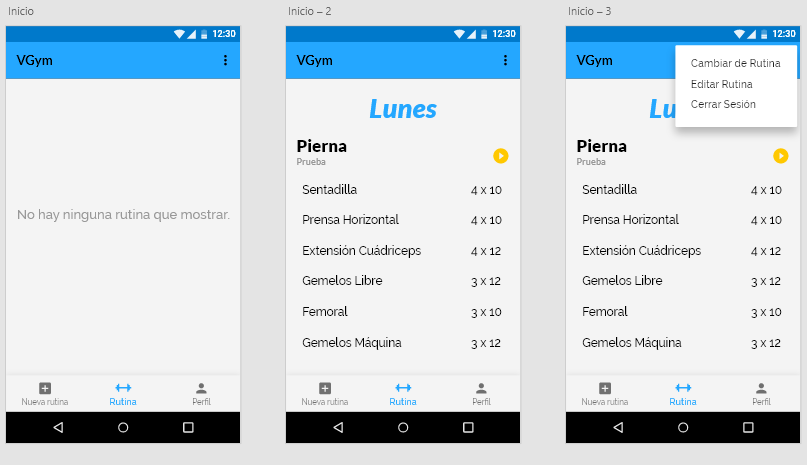 Inicio
12:30
VGym
No hay ninguna rutina que mostrar.
Nueva rutina Rutina Perfil
Inicio – 2
12:30
VGym
Lunes
Pierna
Prueba
Sentadilla 4 x 10
Prensa Horizontal 4 x 10
Extensión Cuádriceps 4 x 12
Gemelos Libre 3 x 12
Femoral 3 x 10
Gemelos Máquina 3 x 12
Nueva rutina Rutina Perfil
Inicio – 3
12:30
VGym
Cambiar de Rutina
Editar Rutina
Cerrar Sesión
Lu
Pierna
Prueba
Sentadilla 4 x 10
Prensa Horizontal 4 x 10
Extensión Cuádriceps 4 x 12
Gemelos Libre 3 x 12
Femoral 3 x 10
Gemelos Máquina 3 x 12
Nueva rutina Rutina Perfil